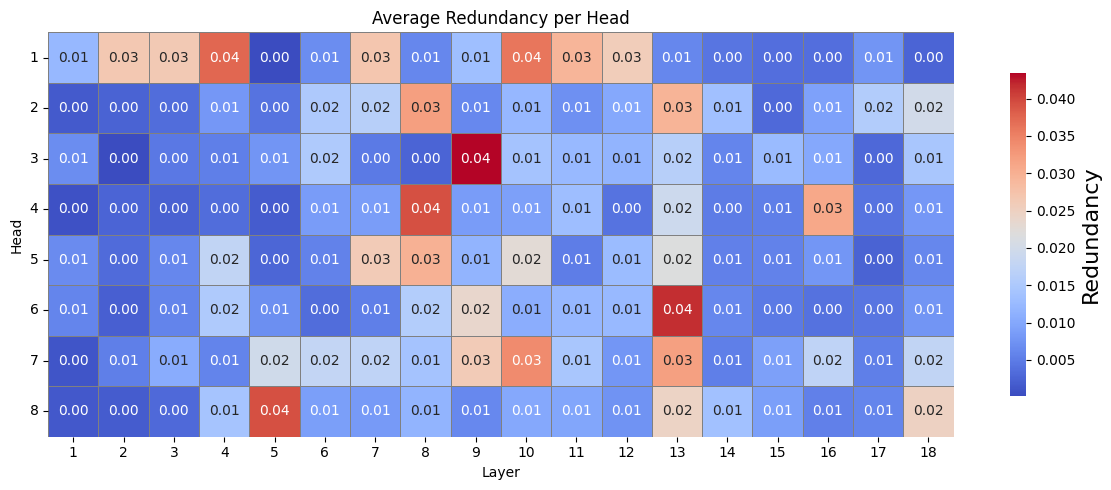 Average Redundancy per Head
1 0.01 0.03 0.03 0.04 0.00 0.01 0.03 0.01 0.01 0.04 0.03 0.03 0.01 0.00 0.00 0.00 0.01 0.00
0.040
2 0.00 0.00 0.00 0.01 0.00 0.02 0.02 0.03 0.01 0.01 0.01 0.01 0.03 0.01 0.00 0.01 0.02 0.02
0.035
3 0.01 0.00 0.00 0.01 0.01 0.02 0.00 0.00 0.04 0.01 0.01 0.01 0.02 0.01 0.01 0.01 0.00 0.01
0.030
4 0.00 0.00 0.00 0.00 0.00 0.01 0.01 0.04 0.01 0.01 0.01 0.00 0.02 0.00 0.01 0.03 0.00 0.01
0.025
Head
Redundancy
5 0.01 0.00 0.01 0.02 0.00 0.01 0.03 0.03 0.01 0.02 0.01 0.01 0.02 0.01 0.01 0.01 0.00 0.01
0.020
0.015
6 0.01 0.00 0.01 0.02 0.01 0.00 0.01 0.02 0.02 0.01 0.01 0.01 0.04 0.01 0.00 0.00 0.00 0.01
0.010
7 0.00 0.01 0.01 0.01 0.02 0.02 0.02 0.01 0.03 0.03 0.01 0.01 0.03 0.01 0.01 0.02 0.01 0.02
0.005
8 0.00 0.00 0.00 0.01 0.04 0.01 0.01 0.01 0.01 0.01 0.01 0.01 0.02 0.01 0.01 0.01 0.01 0.02
1 2 3 4 5 6 7 8 9 10 11 12 13 14 15 16 17 18
Layer